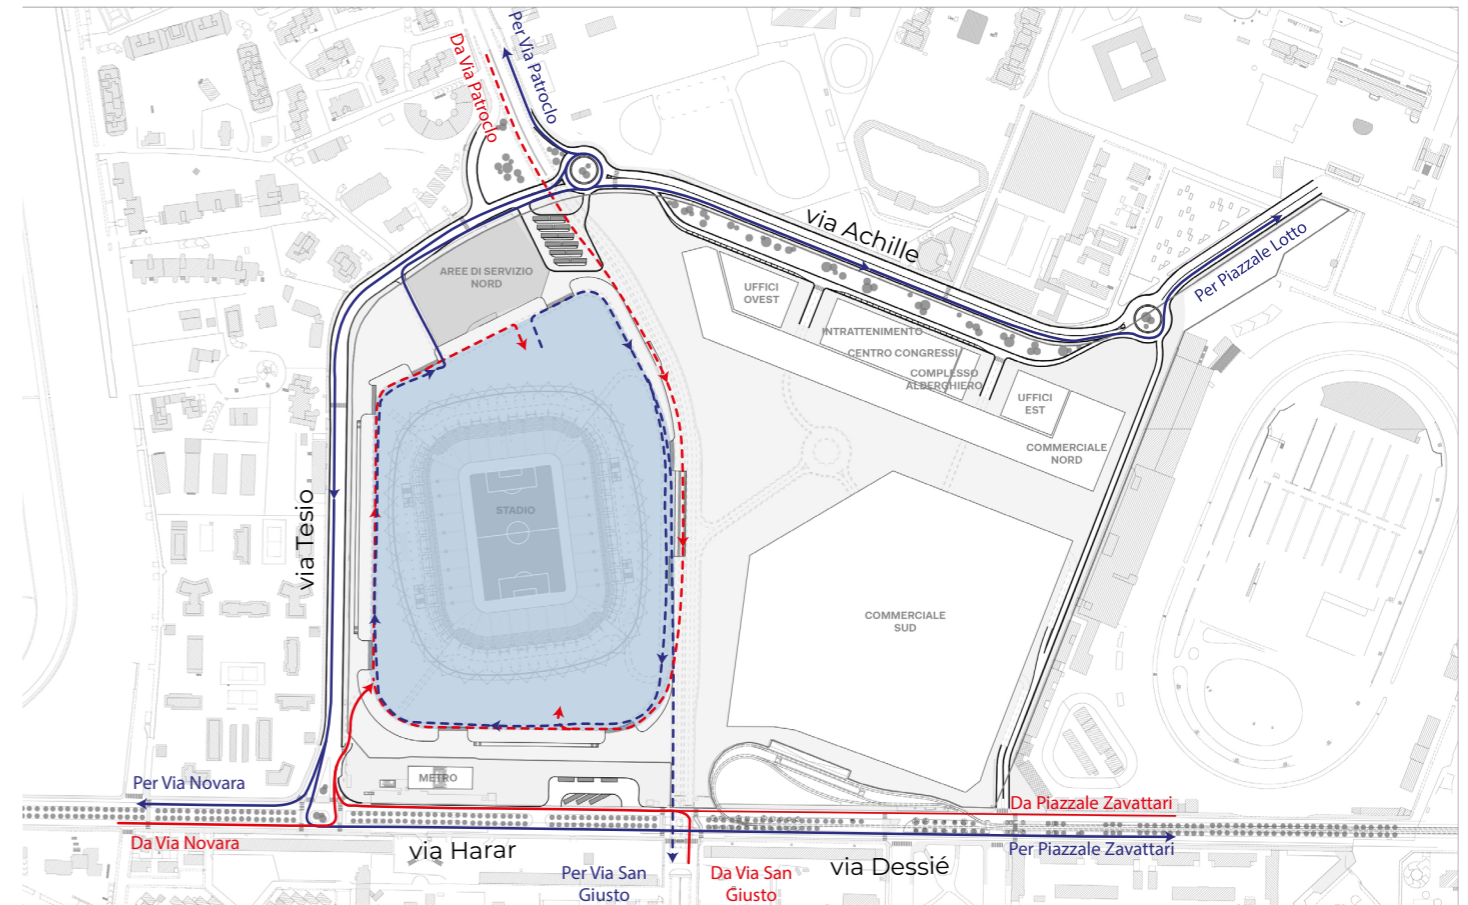 Per Via Patroclo
Da Via Patroclo
via Achille
Per Piazzale Lotto
AREE DI SERVIZIO
NORD
UFFICI
OVEST
INTRATTENIMENTO
CENTRO CONGRESSI
COMPLESSO
ALBERGHIERO
UFFICI
EST
COMMERCIALE
NORD
STADIO
via Tesio
COMMERCIALE
SUD
METRO
Per Via Novara
Da Via Novara
Da Piazzale Zavattari
Per Piazzale Zavattari
via Harar
via Dessié
Per Via San
Giusto
Da Via San
Giusto